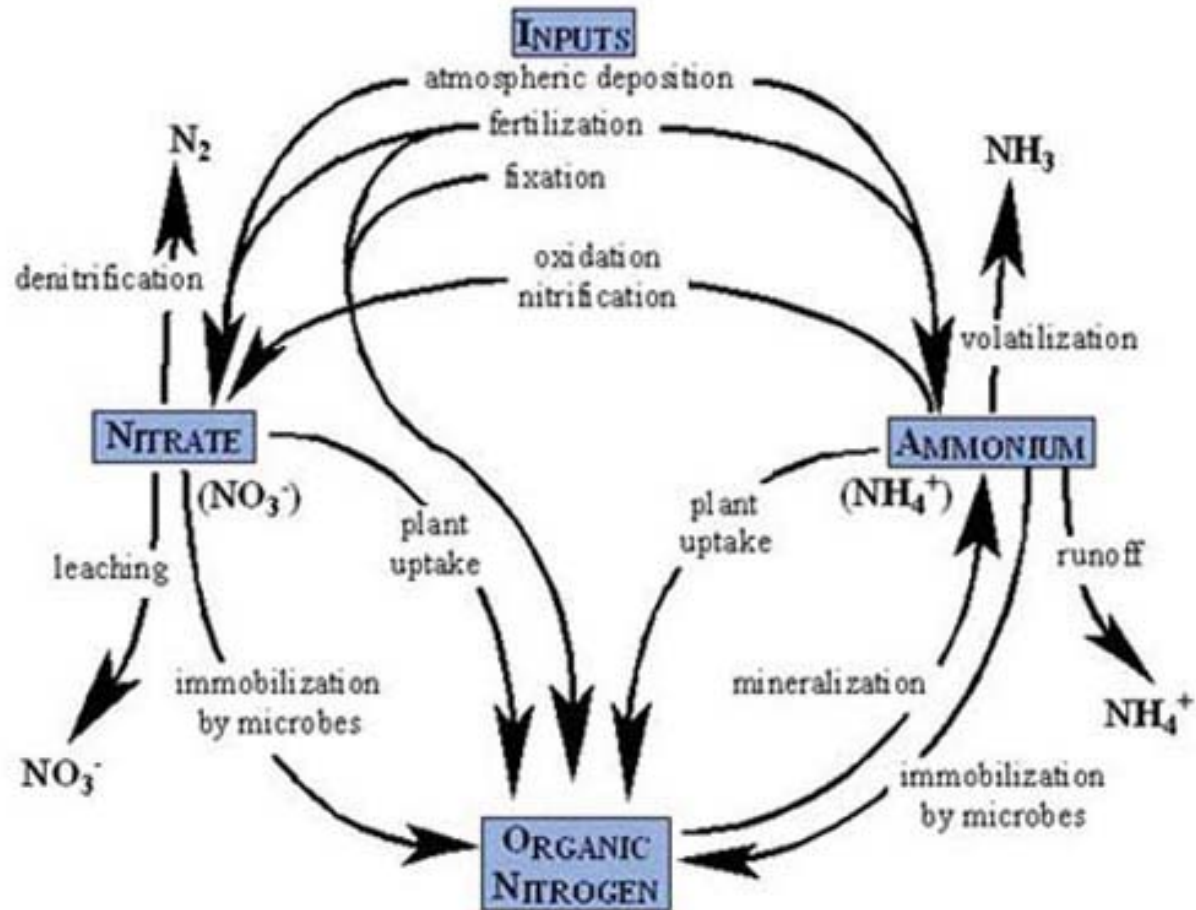 INPUTS
atmospheric deposition
fertilization
fixation
N₂
NH₃
denitrification
oxidation
nitrification
volatilization
NITRATE
(NO₃⁻)
AMMONIUM
(NH₄⁺)
plant
uptake
plant
uptake
leaching
runoff
immobilization
by microbes
mineralization
NH₄⁺
NO₃⁻
immobilization
by microbes
ORGANIC
NITROGEN